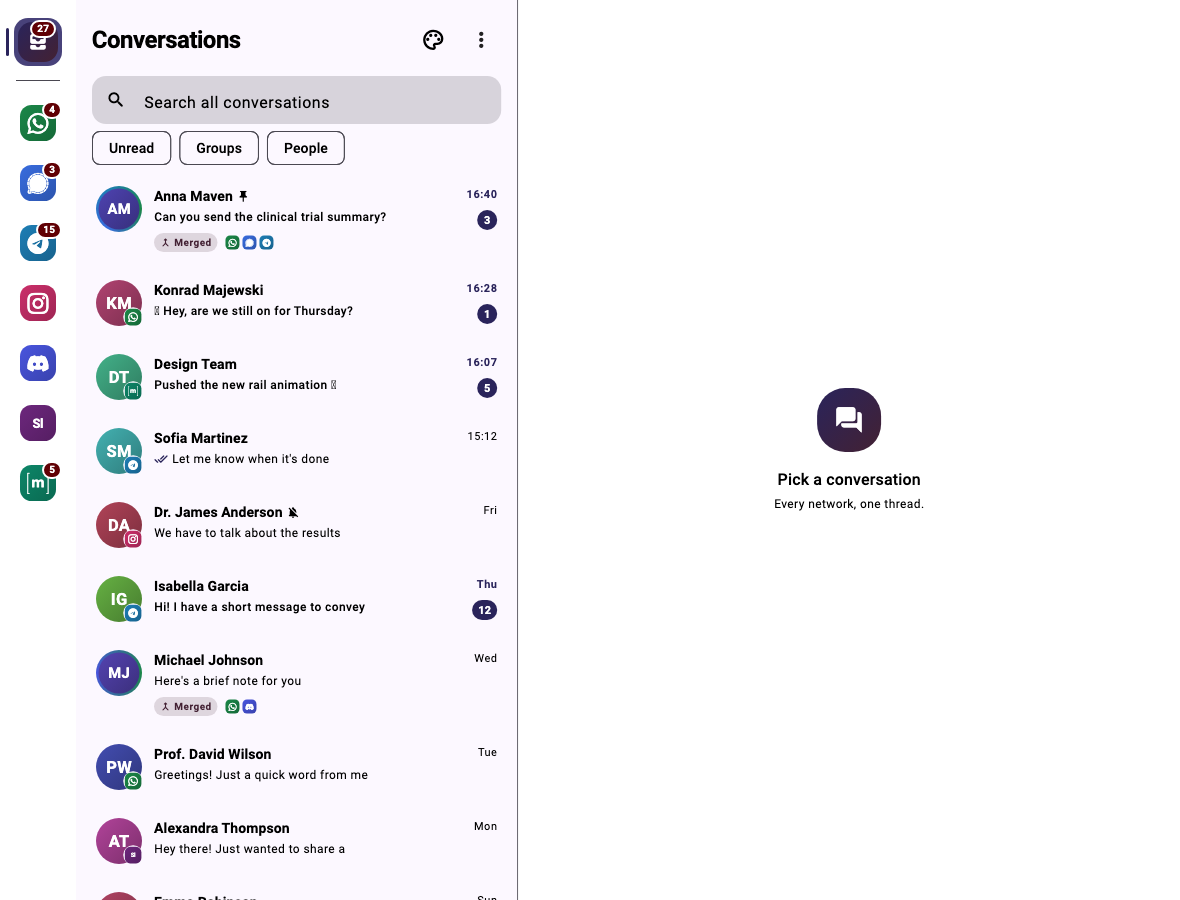 27
Conversations
Search all conversations
Unread Groups People
4
3
15
Sl
[m] 5
AM Anna Maven 16:40
Can you send the clinical trial summary? 3
Merged
KM Konrad Majewski 16:28
Hey, are we still on for Thursday? 1
DT Design Team 16:07
[m] Pushed the new rail animation 5
SM Sofia Martinez 15:12
Let me know when it's done
DA Dr. James Anderson Fri
We have to talk about the results
IG Isabella Garcia Thu
Hi! I have a short message to convey 12
MJ Michael Johnson Wed
Here's a brief note for you
Merged
PW Prof. David Wilson Tue
Greetings! Just a quick word from me
AT Alexandra Thompson Mon
Sl Hey there! Just wanted to share a
Pick a conversation
Every network, one thread.